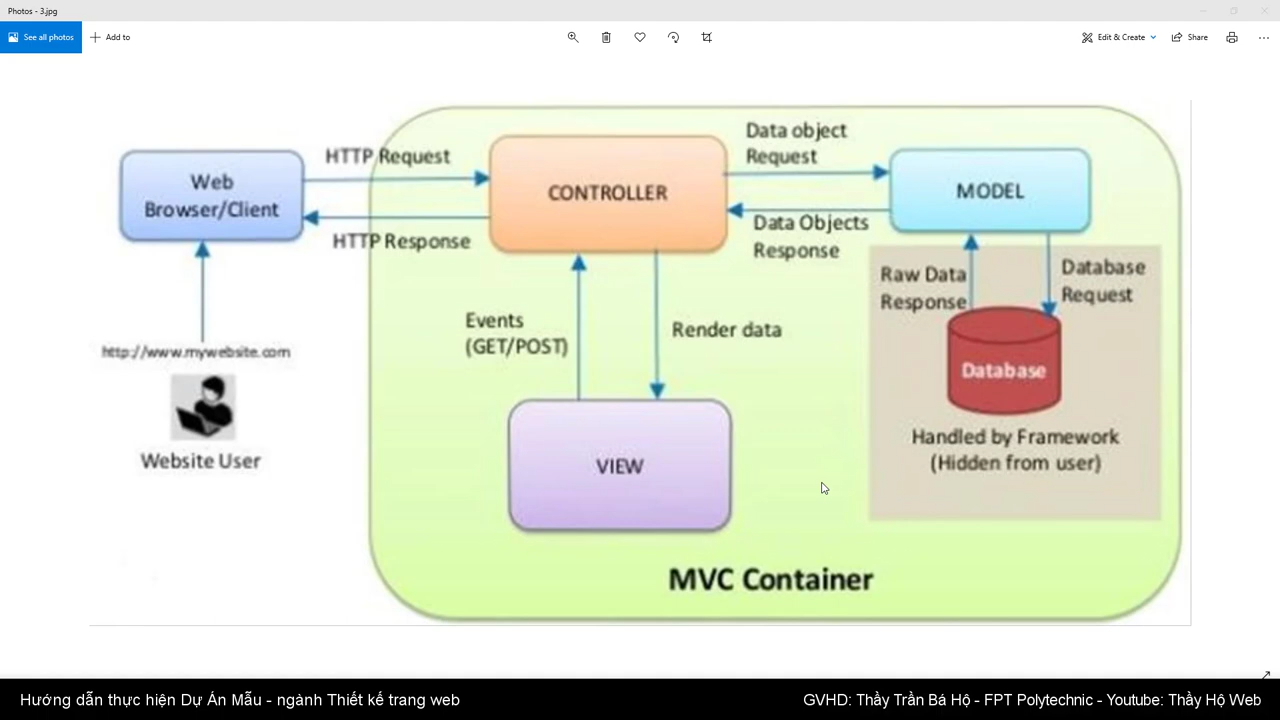 Photos - 3.jpg
See all photos
Add to
Edit & Create
Share
HTTP Request
Web
Browser/Client
HTTP Response
CONTROLLER
Data object
Request
Data Objects
Response
MODEL
Raw Data
Response
Database
Request
Database
Handled by Framework
(Hidden from user)
Events
(GET/POST)
Render data
VIEW
http://www.mywebsite.com
Website User
MVC Container
Hướng dẫn thực hiện Dự Án Mẫu - ngành Thiết kế trang web
GVHD: Thầy Trần Bá Hộ - FPT Polytechnic - Youtube: Thầy Hộ Web